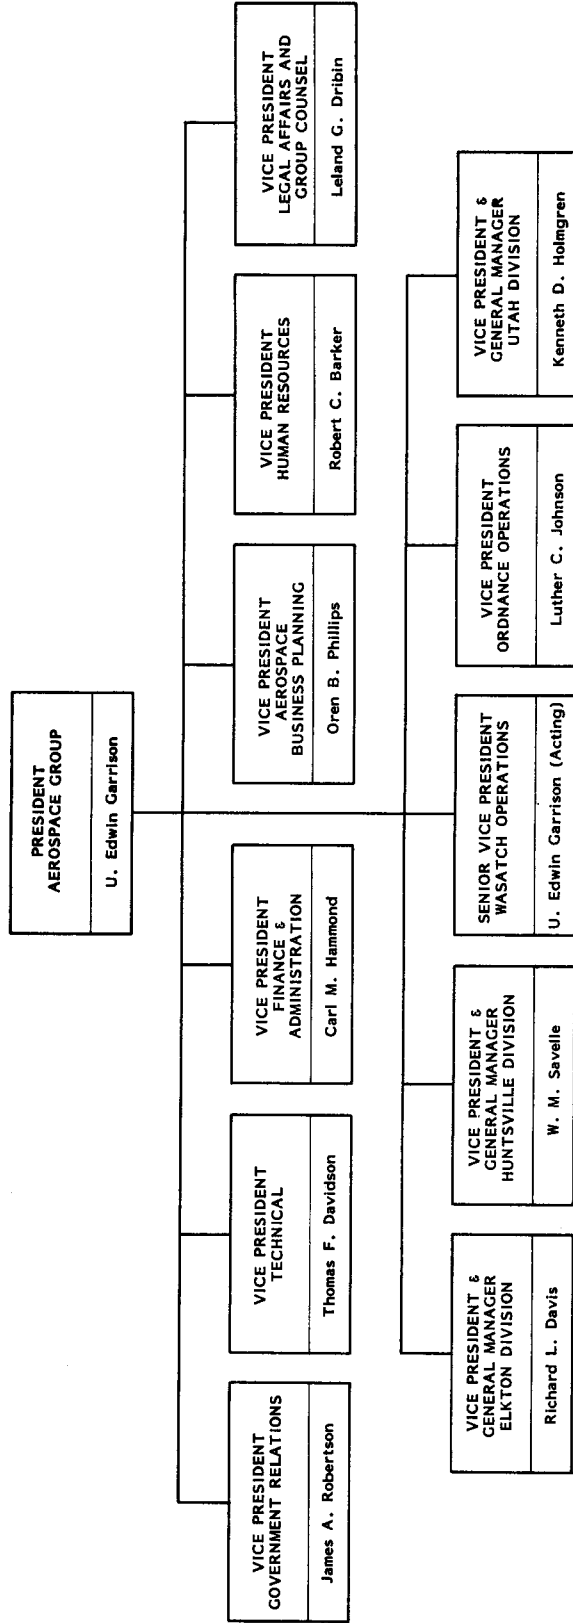 PRESIDENT
AEROSPACE GROUP
U. Edwin Garrison
VICE PRESIDENT
GOVERNMENT RELATIONS
James A. Robertson
VICE PRESIDENT
TECHNICAL
Thomas F. Davidson
VICE PRESIDENT
FINANCE &
ADMINISTRATION
Carl M. Hammond
VICE PRESIDENT
AEROSPACE
BUSINESS PLANNING
Oren B. Phillips
VICE PRESIDENT
HUMAN RESOURCES
Robert C. Barker
VICE PRESIDENT
LEGAL AFFAIRS AND
GROUP COUNSEL
Leland G. Dribin
VICE PRESIDENT &
GENERAL MANAGER
ELKTON DIVISION
Richard L. Davis
VICE PRESIDENT &
GENERAL MANAGER
HUNTSVILLE DIVISION
W. M. Savelle
SENIOR VICE PRESIDENT
WASATCH OPERATIONS
U. Edwin Garrison (Acting)
VICE PRESIDENT
ORDNANCE OPERATIONS
Luther C. Johnson
VICE PRESIDENT &
GENERAL MANAGER
UTAH DIVISION
Kenneth D. Holmgren